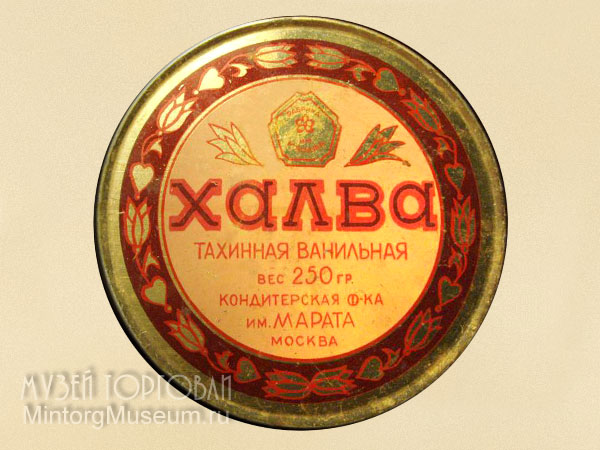 ХАЛВА
ТАХИННАЯ ВАНИЛЬНАЯ
ВЕС 250 ГР.
КОНДИТЕРСКАЯ Ф-КА
ИМ. МАРАТА
МОСКВА
МУЗЕЙ ТОРГОВЛИ
MintorgMuseum.ru